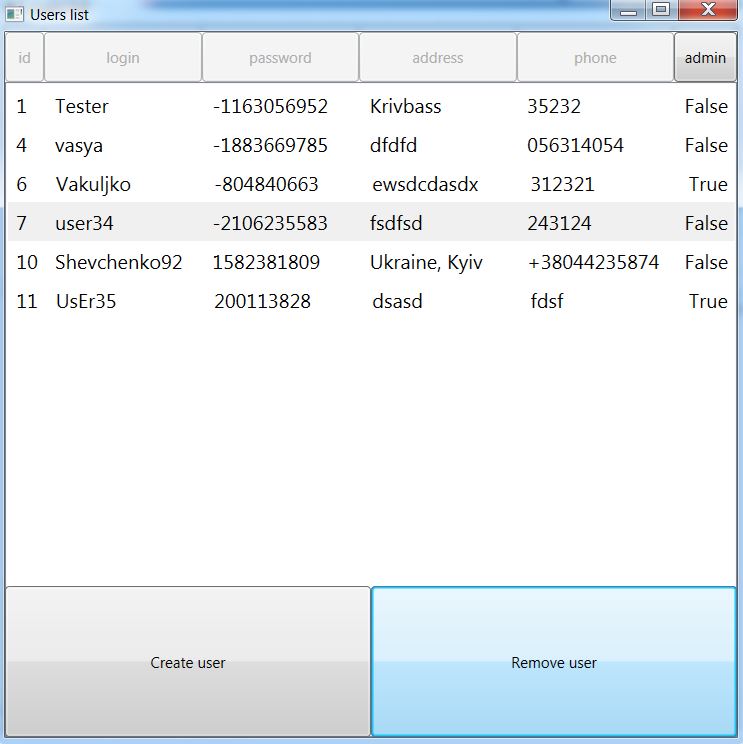 Users list
id login password address phone admin
1 Tester -1163056952 Krivbass 35232 False
4 vasya -1883669785 dfdfd 056314054 False
6 Vakuljko -804840663 ewsdcdasdx 312321 True
7 user34 -2106235583 fsdfsd 243124 False
10 Shevchenko92 1582381809 Ukraine, Kyiv +38044235874 False
11 UsEr35 200113828 dsasd fdsf True
Create user Remove user